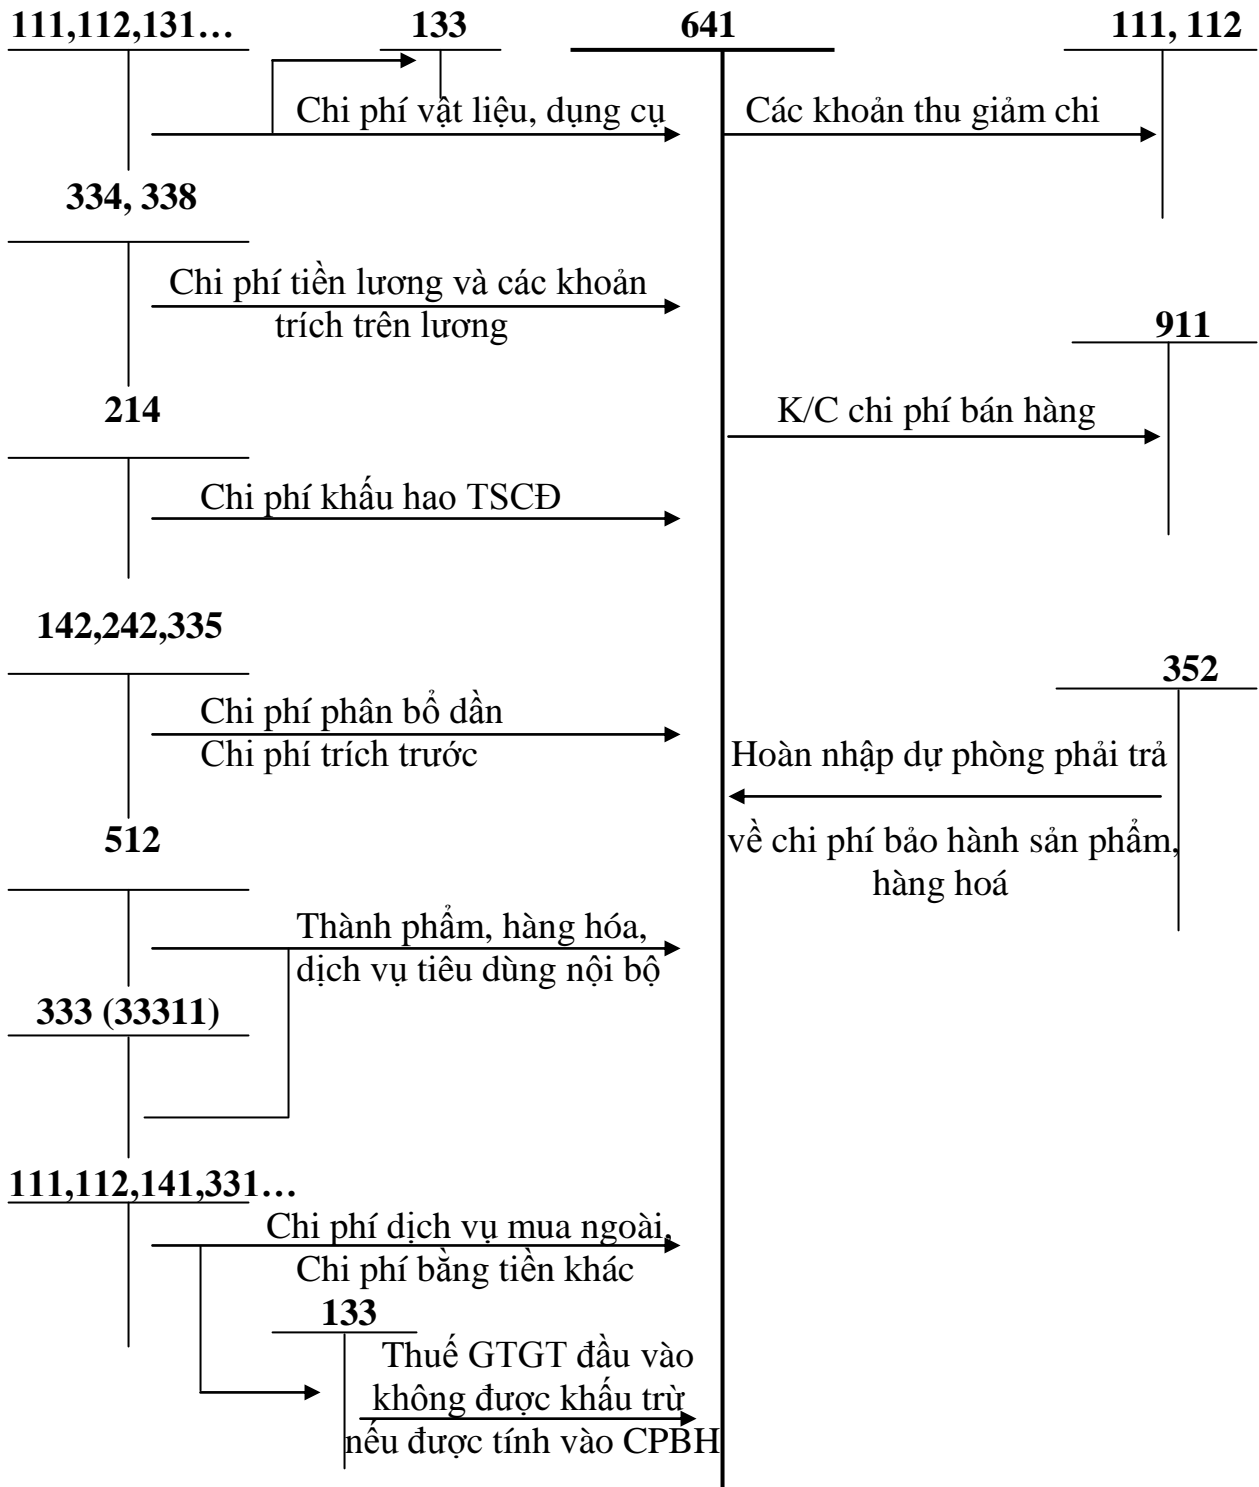 111,112,131…
133
641
111, 112
Chi phí vật liệu, dụng cụ
Các khoản thu giảm chi
334, 338
Chi phí tiền lương và các khoản
trích trên lương
911
214
K/C chi phí bán hàng
Chi phí khấu hao TSCĐ
142,242,335
352
Chi phí phân bổ dần
Chi phí trích trước
Hoàn nhập dự phòng phải trả
về chi phí bảo hành sản phẩm,
hàng hoá
512
Thành phẩm, hàng hóa,
dịch vụ tiêu dùng nội bộ
333 (33311)
111,112,141,331…
Chi phí dịch vụ mua ngoài,
Chi phí bằng tiền khác
133
Thuế GTGT đầu vào
không được khấu trừ
nếu được tính vào CPBH